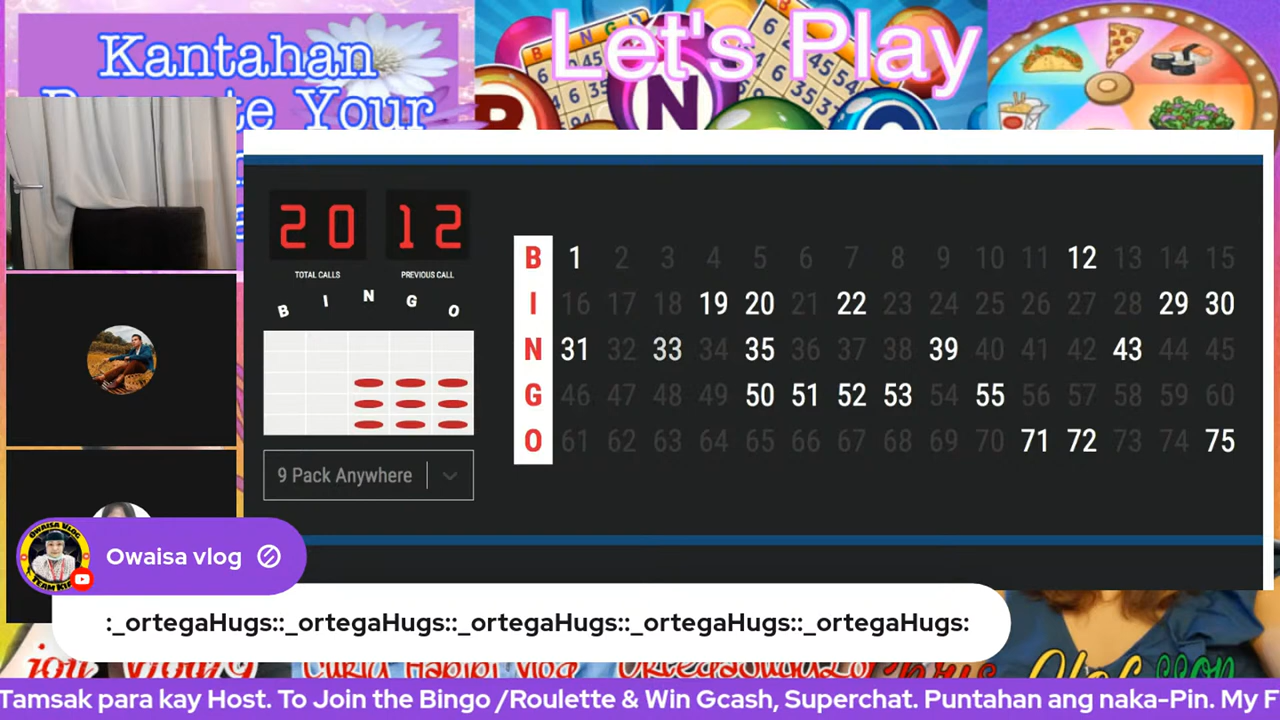 Kantahan
Let's Play
te Your
B N O
20 12
TOTAL CALLS PREVIOUS CALL
B I N G O
9 Pack Anywhere
B 1 2 3 4 5 6 7 8 9 10 11 12 13 14 15
I 16 17 18 19 20 21 22 23 24 25 26 27 28 29 30
N 31 32 33 34 35 36 37 38 39 40 41 42 43 44 45
G 46 47 48 49 50 51 52 53 54 55 56 57 58 59 60
O 61 62 63 64 65 66 67 68 69 70 71 72 73 74 75
Owaisa vlog
:_ortegaHugs::_ortegaHugs::_ortegaHugs::_ortegaHugs::_ortegaHugs:
Tamsak para kay Host. To Join the Bingo /Roulette & Win Gcash, Superchat. Puntahan ang naka-Pin. My F